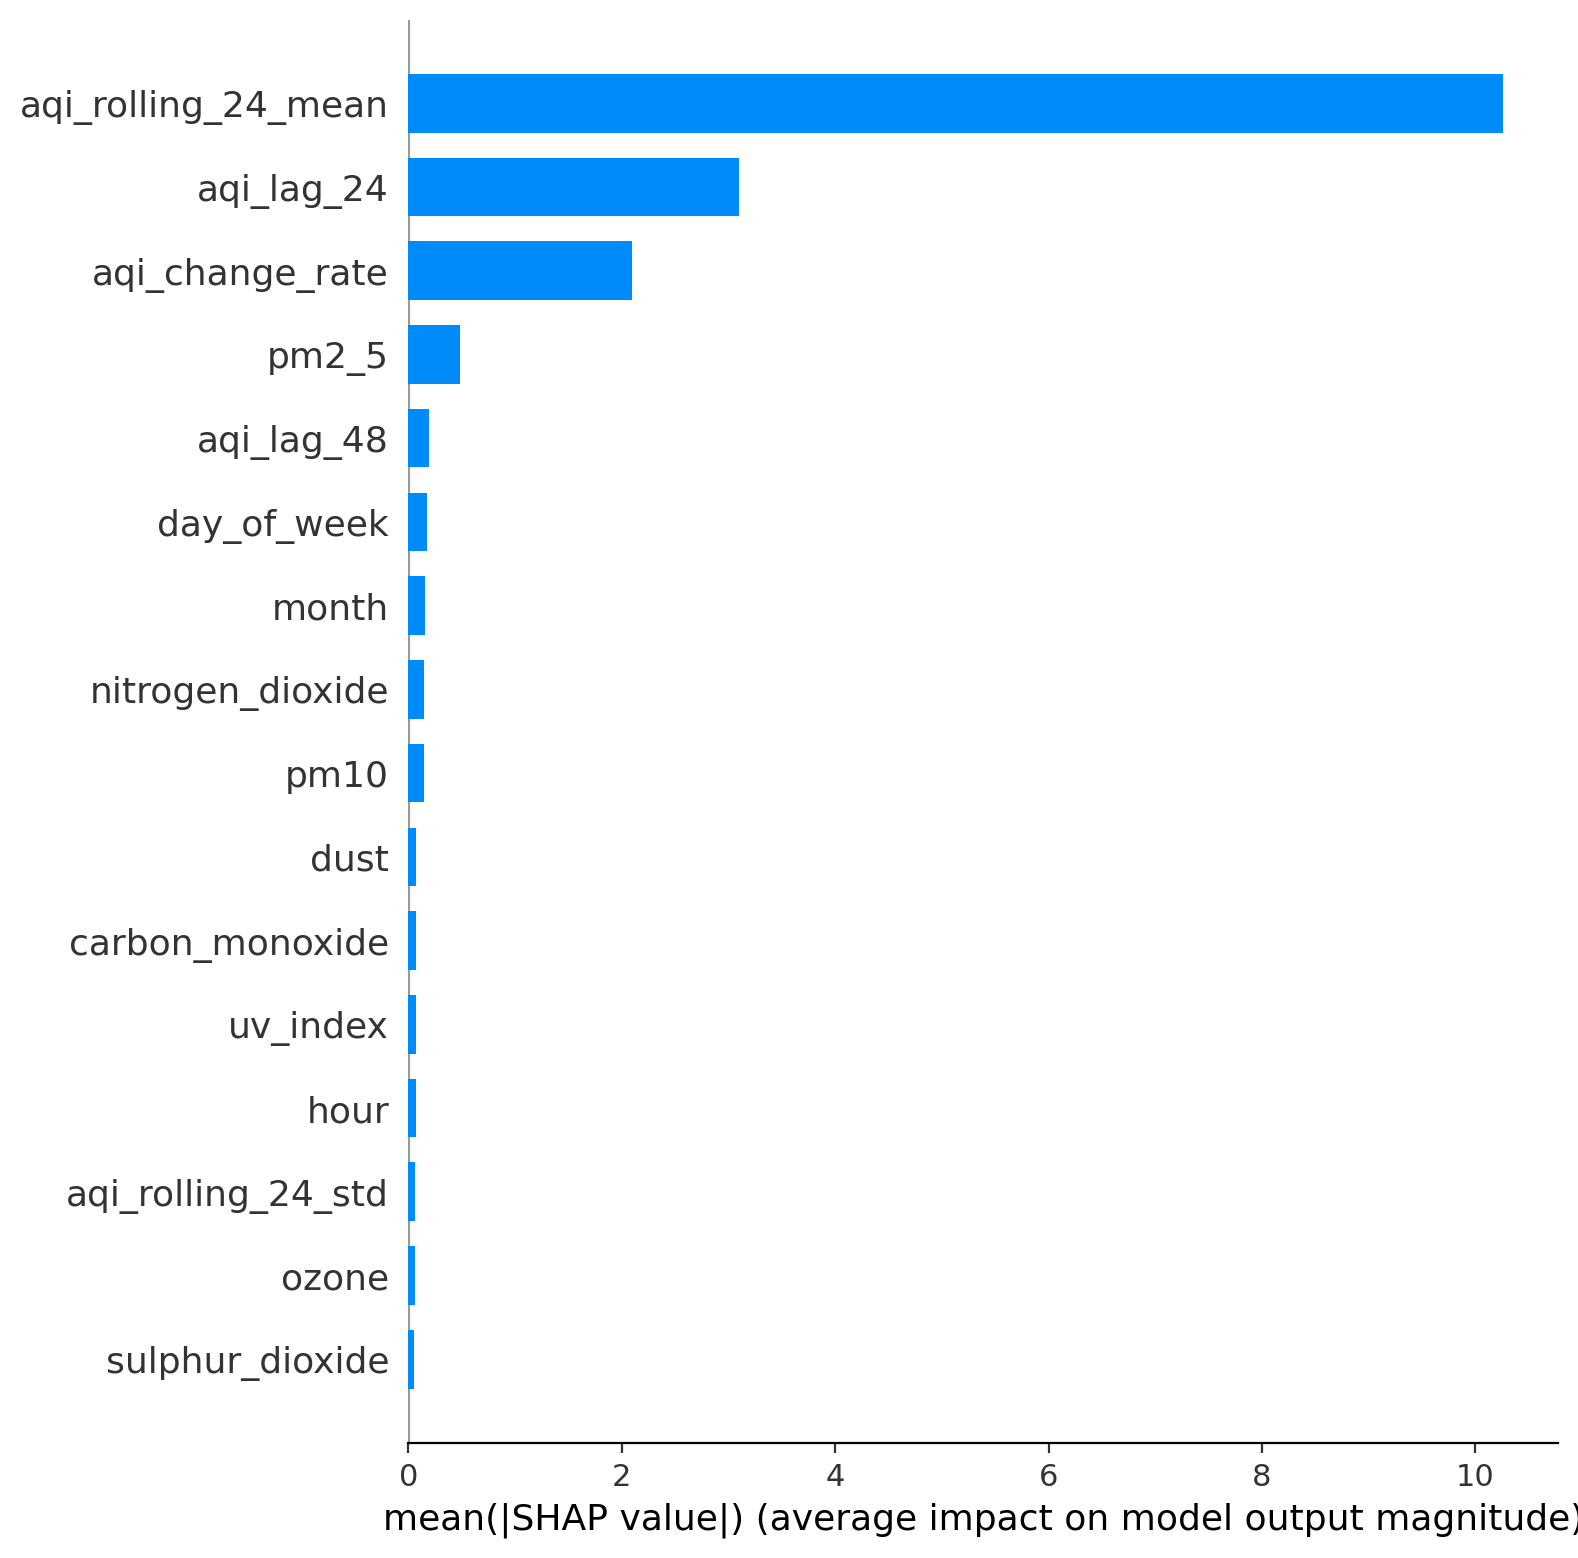 aqi_rolling_24_mean
aqi_lag_24
aqi_change_rate
pm2_5
aqi_lag_48
day_of_week
month
nitrogen_dioxide
pm10
dust
carbon_monoxide
uv_index
hour
aqi_rolling_24_std
ozone
sulphur_dioxide
0 2 4 6 8 10
mean(|SHAP value|) (average impact on model output magnitude)